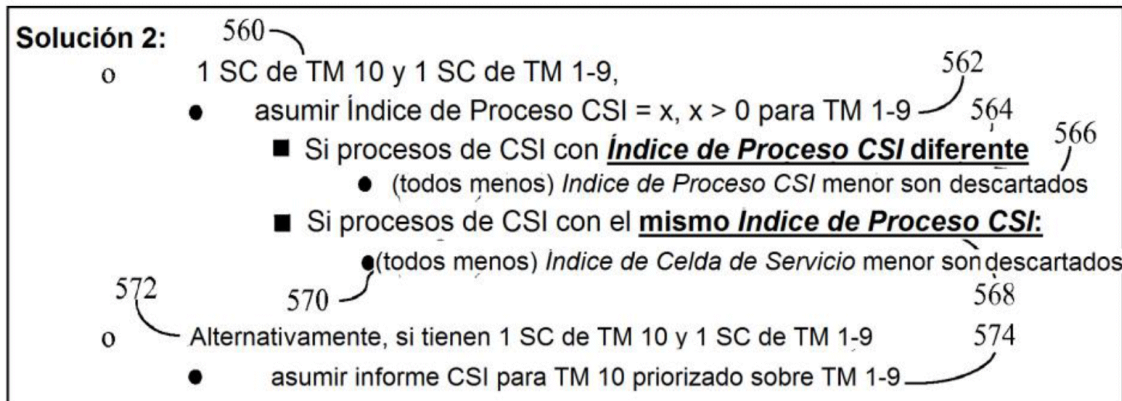 Solución 2:
560
o 1 SC de TM 10 y 1 SC de TM 1-9,
562
● asumir Índice de Proceso CSI = x, x > 0 para TM 1-9
564
■ Si procesos de CSI con Índice de Proceso CSI diferente
566
● (todos menos) Indice de Proceso CSI menor son descartados
■ Si procesos de CSI con el mismo Indice de Proceso CSI:
●(todos menos) Índice de Celda de Servicio menor son descartados
572
570
568
o Alternativamente, si tienen 1 SC de TM 10 y 1 SC de TM 1-9
574
● asumir informe CSI para TM 10 priorizado sobre TM 1-9